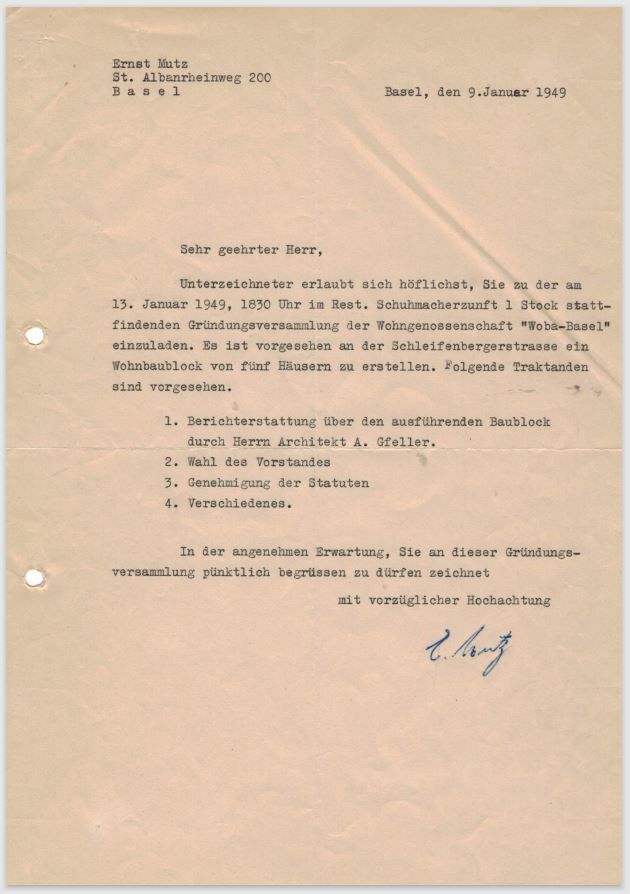 Ernst Mutz
St. Albanrheinweg 200
B a s e l
Basel, den 9.Januar 1949
Sehr geehrter Herr,
Unterzeichneter erlaubt sich höflichst, Sie zu der am
13. Januar 1949, 1830 Uhr im Rest. Schuhmacherzunft 1 Stock statt-
findenden Gründungsversammlung der Wohngenossenschaft "Woba-Basel"
einzuladen. Es ist vorgesehen an der Schleifenbergerstrasse ein
Wohnbaublock von fünf Häusern zu erstellen. Folgende Traktanden
sind vorgesehen.
1. Berichterstattung über den ausführenden Baublock
durch Herrn Architekt A. Gfeller.
2. Wahl des Vorstandes
3. Genehmigung der Statuten
4. Verschiedenes.
In der angenehmen Erwartung, Sie an dieser Gründungs-
versammlung pünktlich begrüssen zu dürfen zeichnet
mit vorzüglicher Hochachtung
E. Mutz